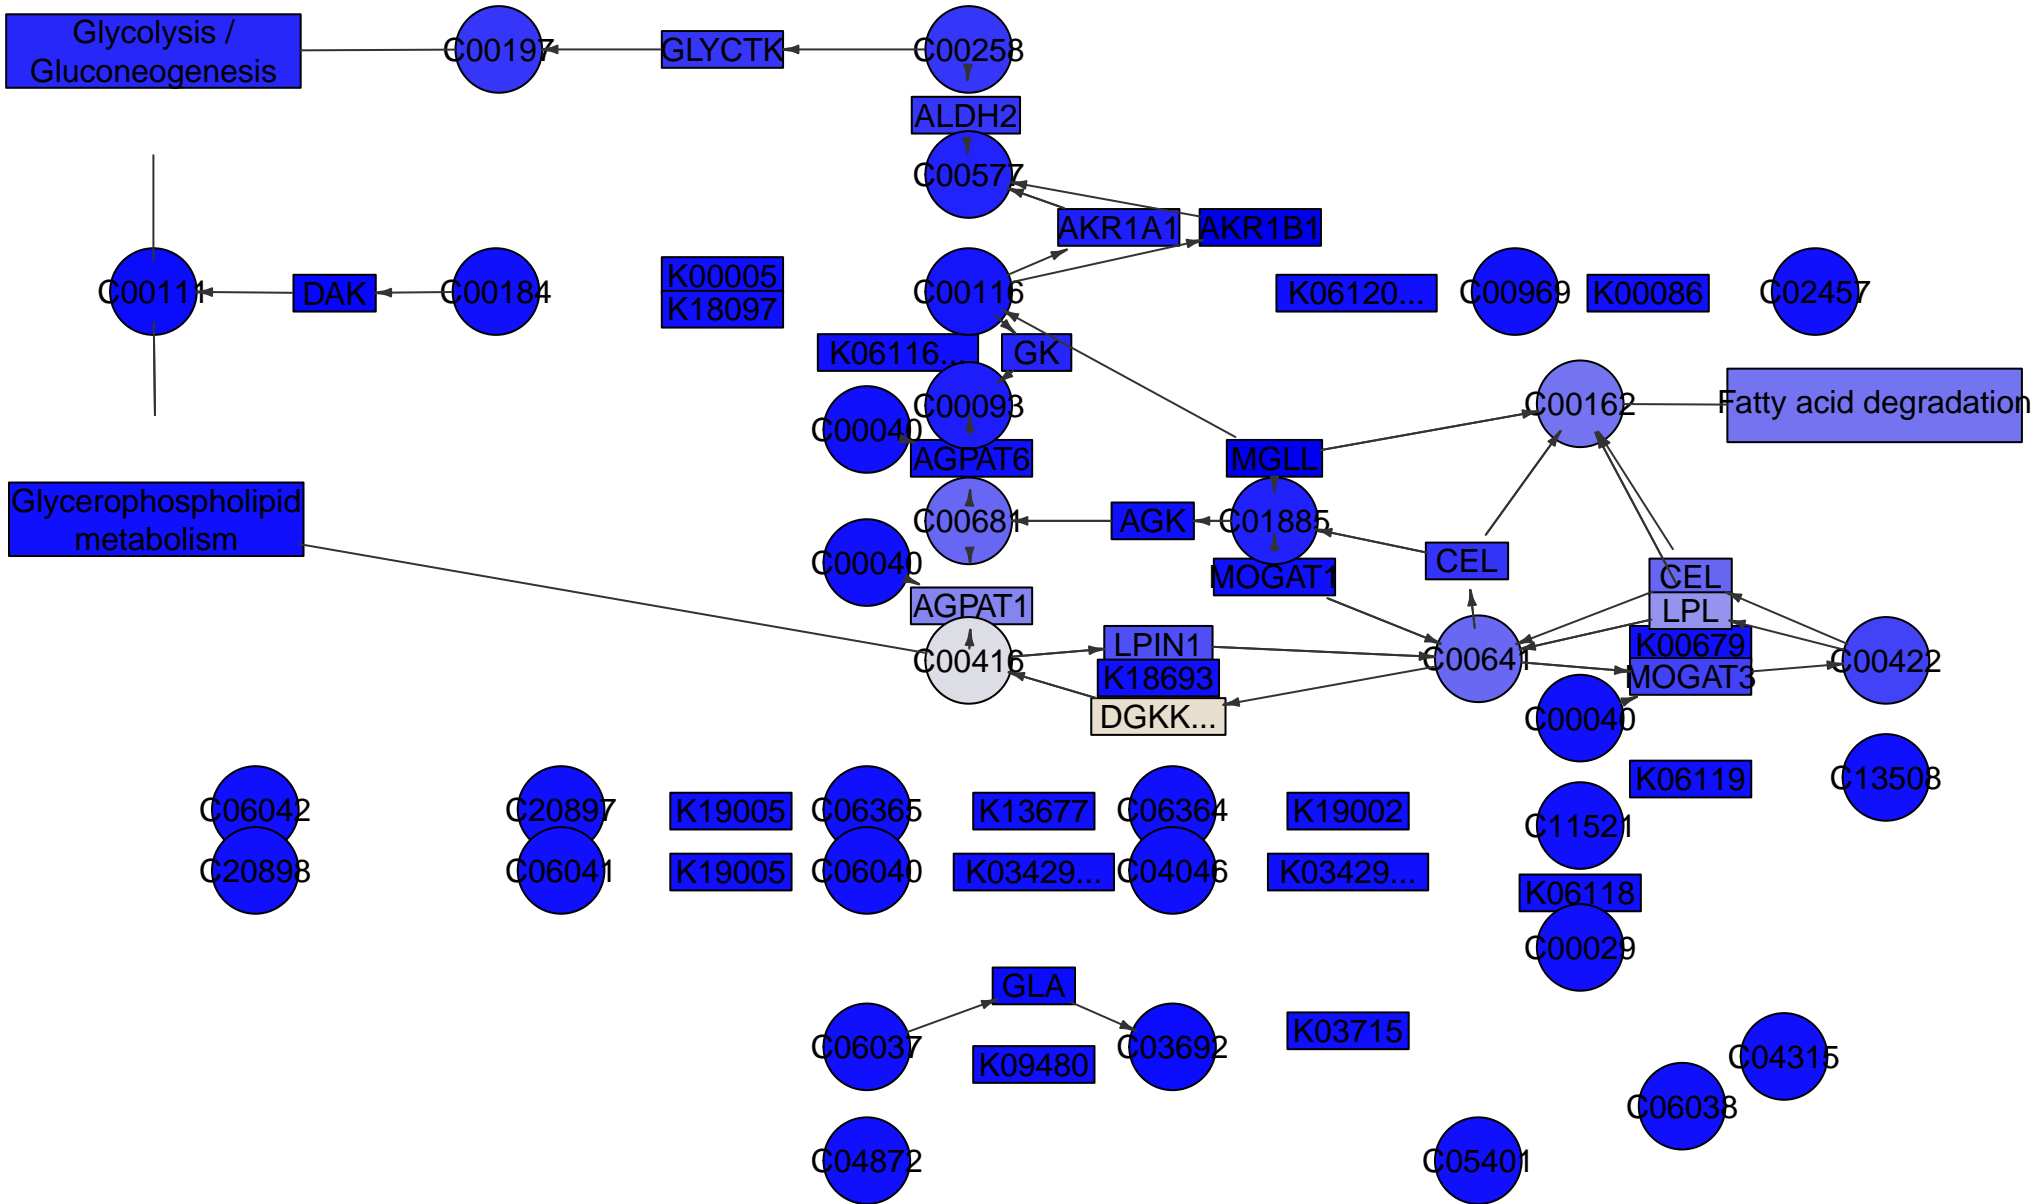 Glycolysis /
Gluconeogenesis
C00197
GLYCTK
C00258
ALDH2
C00577
AKR1A1
AKR1B1
C00111
DAK
C00184
K00005
K18097
C00116
K06120...
C00969
K00086
C02457
K06116...
GK
C00093
C00040
AGPAT6
C00162
Fatty acid degradation
MGLL
Glycerophospholipid
metabolism
C00681
AGK
C01885
C00040
MOGAT1
CEL
CEL
LPL
AGPAT1
C00416
LPIN1
K18693
DGKK...
C00641
K00679
MOGAT3
C00422
C00040
K06119
C13508
C06042
C20897
K19005
C06365
K13677
C06364
K19002
C11521
C20898
C06041
K19005
C06040
K03429...
C04046
K03429...
K06118
C00029
GLA
C06037
K09480
C03692
K03715
C04315
C06038
C04872
C05401